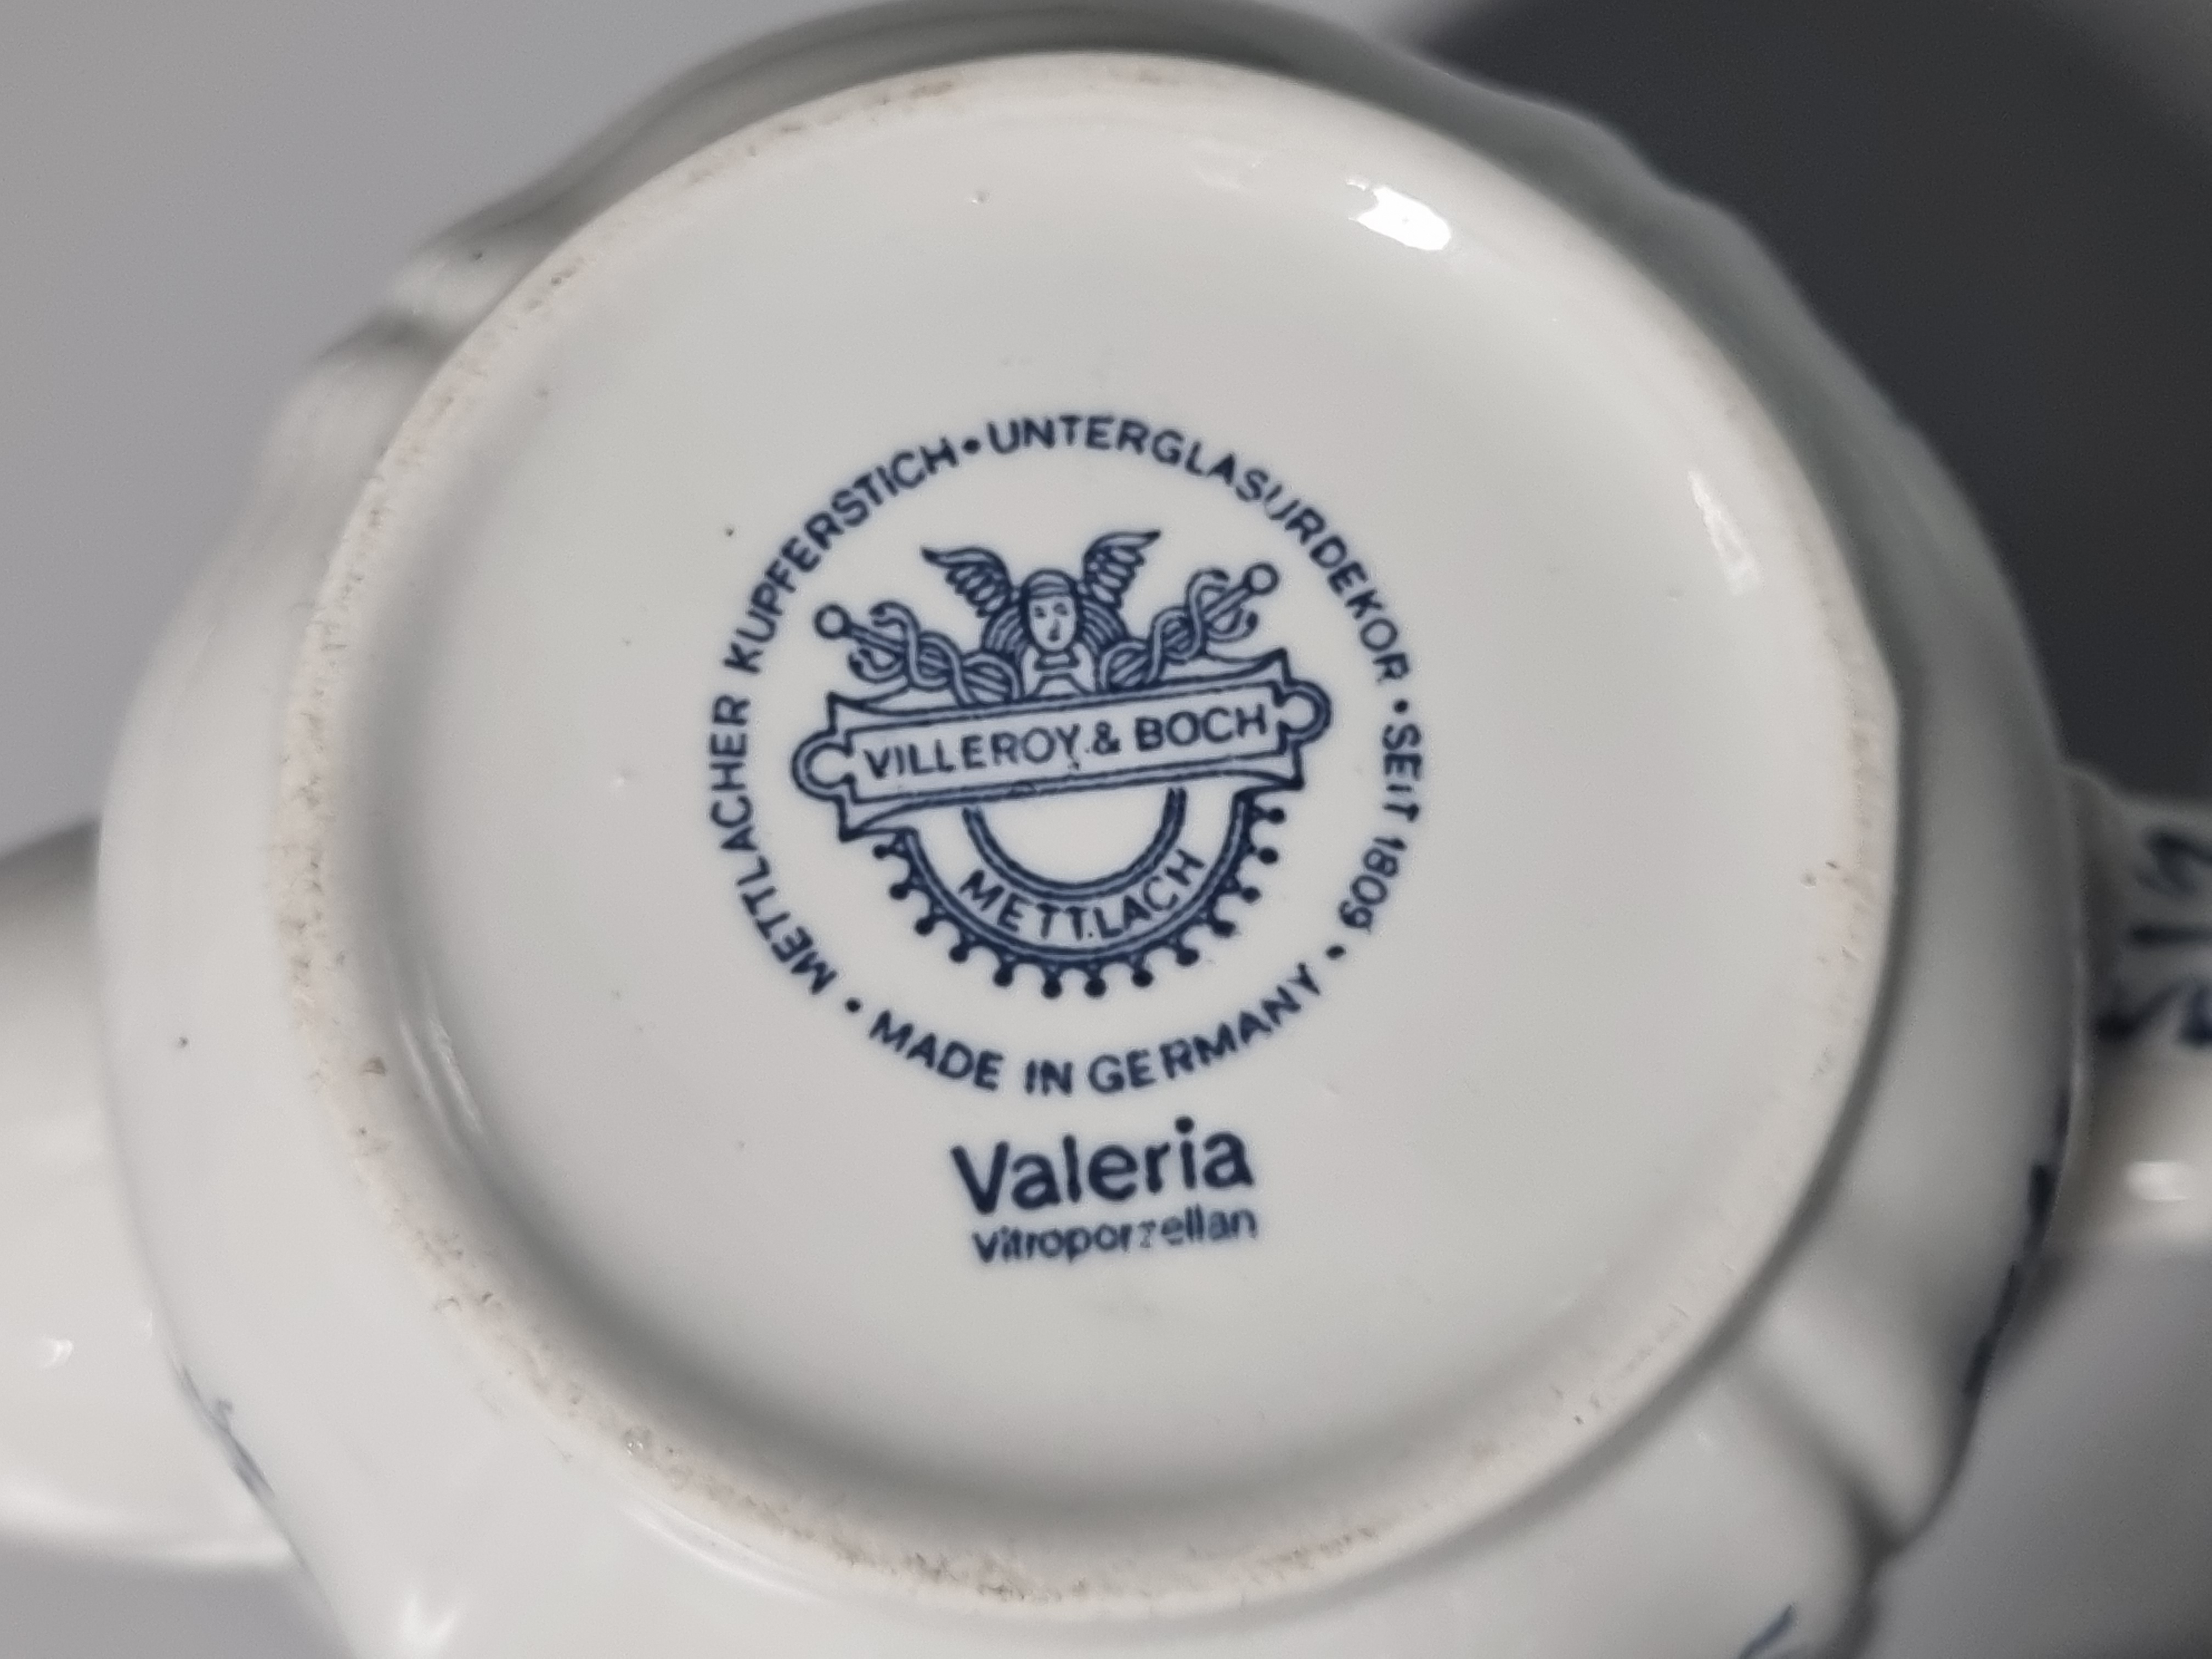 METTLACHER KUPFERSTICH • UNTERGLASURDEKOR • SEIT 1809 • MADE IN GERMANY •
VILLEROY & BOCH
METTLACH
Valeria
Vitroporzellan